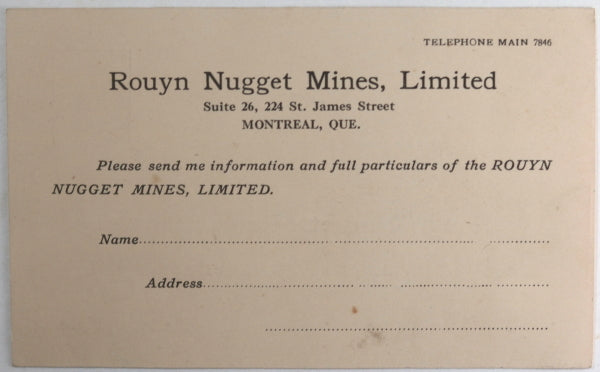 TELEPHONE MAIN 7846
Rouyn Nugget Mines, Limited
Suite 26, 224 St. James Street
MONTREAL, QUE.
Please send me information and full particulars of the ROUYN
NUGGET MINES, LIMITED.
Name
Address